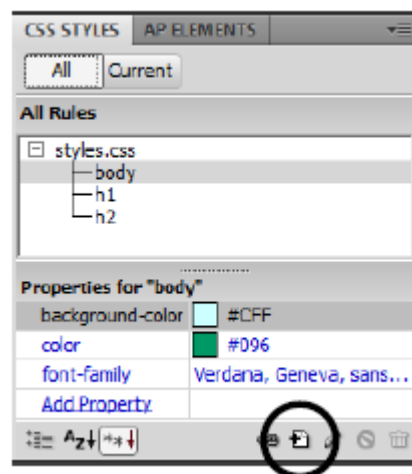 CSS STYLES AP ELEMENTS
All Current
All Rules
styles.css
body
h1
h2
Properties for "body"
background-color #CFF
color #096
font-family Verdana, Geneva, sans...
Add Property
Az